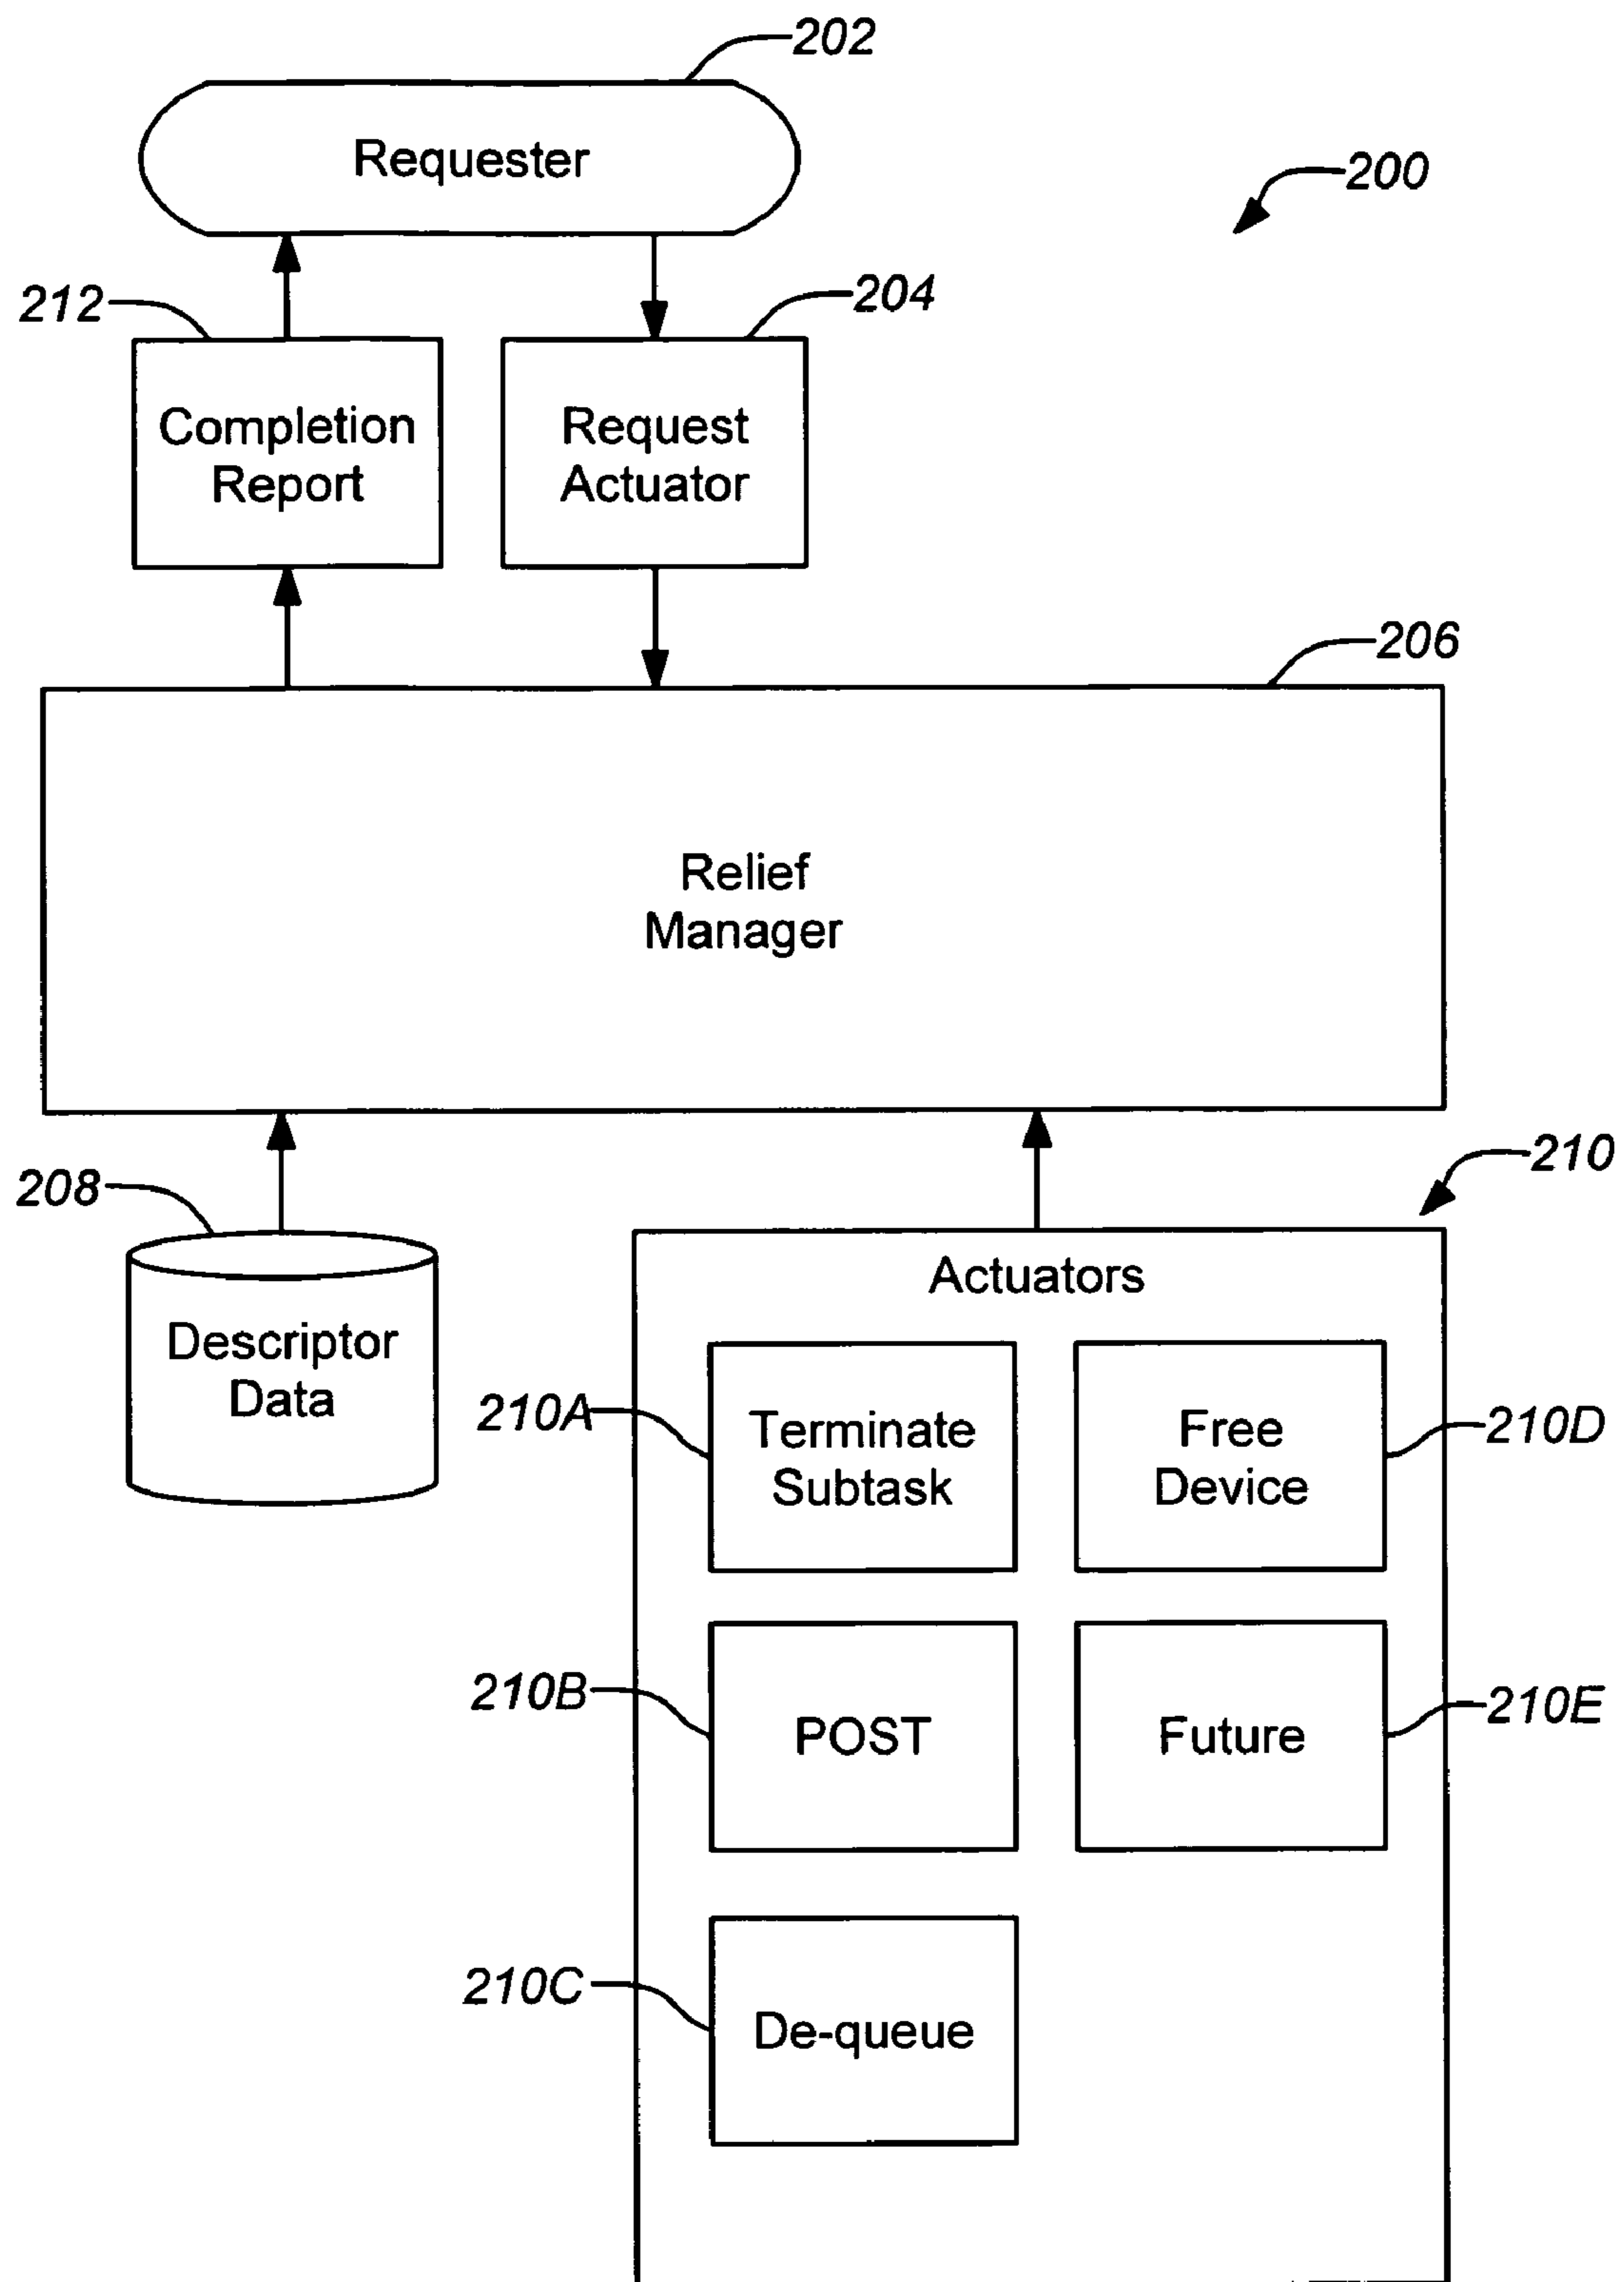 202
Requester
200
212
204
Completion
Report
Request
Actuator
206
Relief
Manager
210
208
Actuators
Descriptor
Data
210A
Terminate
Subtask
Free
Device
210D
210B
POST
Future
210E
210C
De-queue